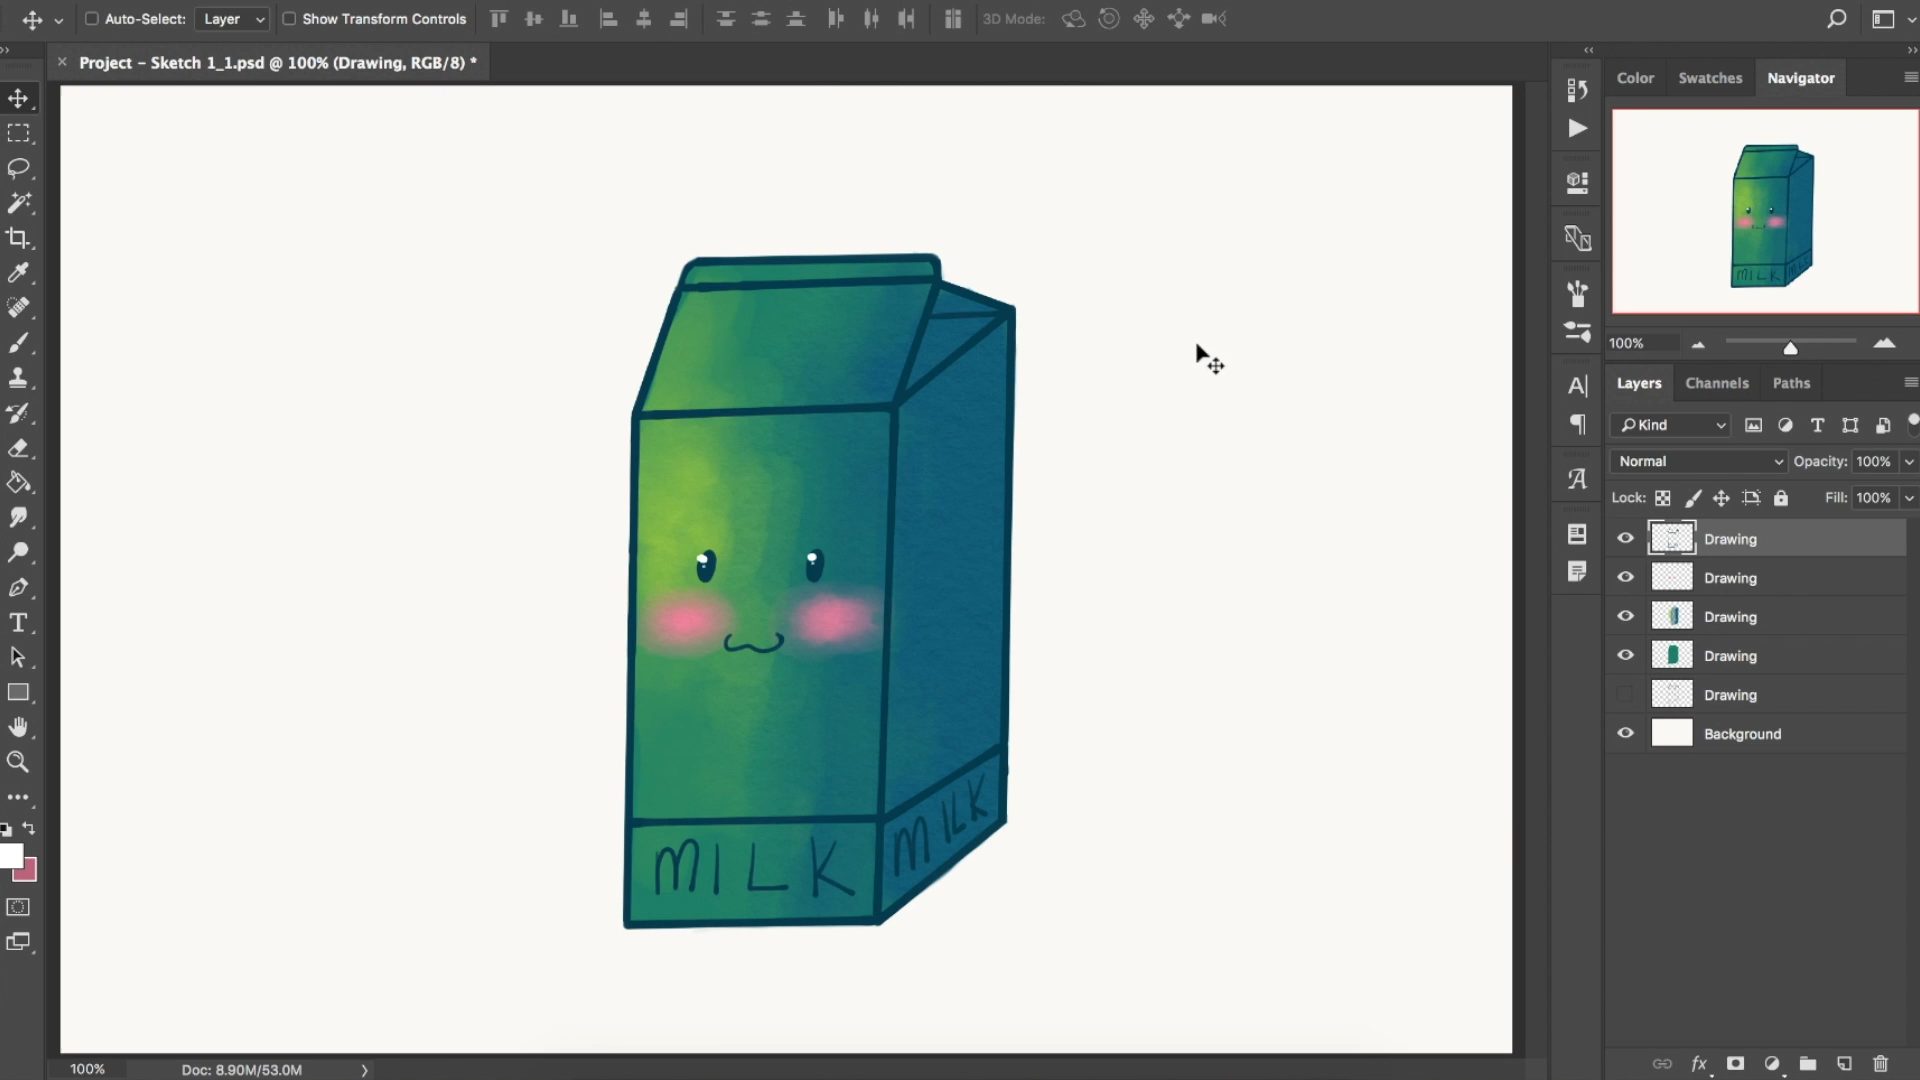 Auto-Select: Layer Show Transform Controls 3D Mode:
Project – Sketch 1_1.psd @ 100% (Drawing, RGB/8) *
Color Swatches Navigator
100%
Layers Channels Paths
Kind
Normal Opacity: 100%
Lock: Fill: 100%
Drawing
Drawing
Drawing
Drawing
Drawing
Background
MILK
MILK
100% Doc: 8.90M/53.0M